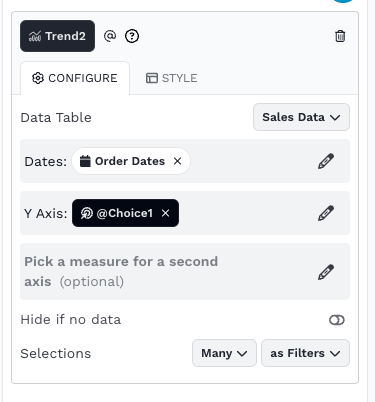 Trend2 @ ?
CONFIGURE STYLE
Data Table Sales Data
Dates: Order Dates ×
Y Axis: @Choice1 ×
Pick a measure for a second
axis (optional)
Hide if no data
Selections Many as Filters